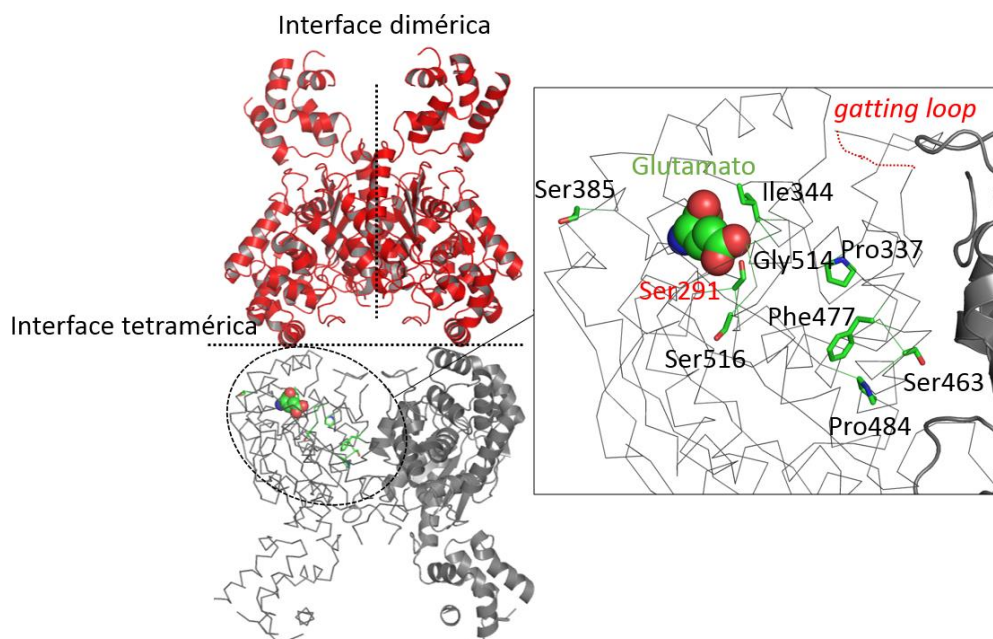 Interface dimérica
gatting loop
Glutamato
Ser385
Ile344
Gly514
Pro337
Ser291
Phe477
Interface tetramérica
Ser516
Ser463
Pro484